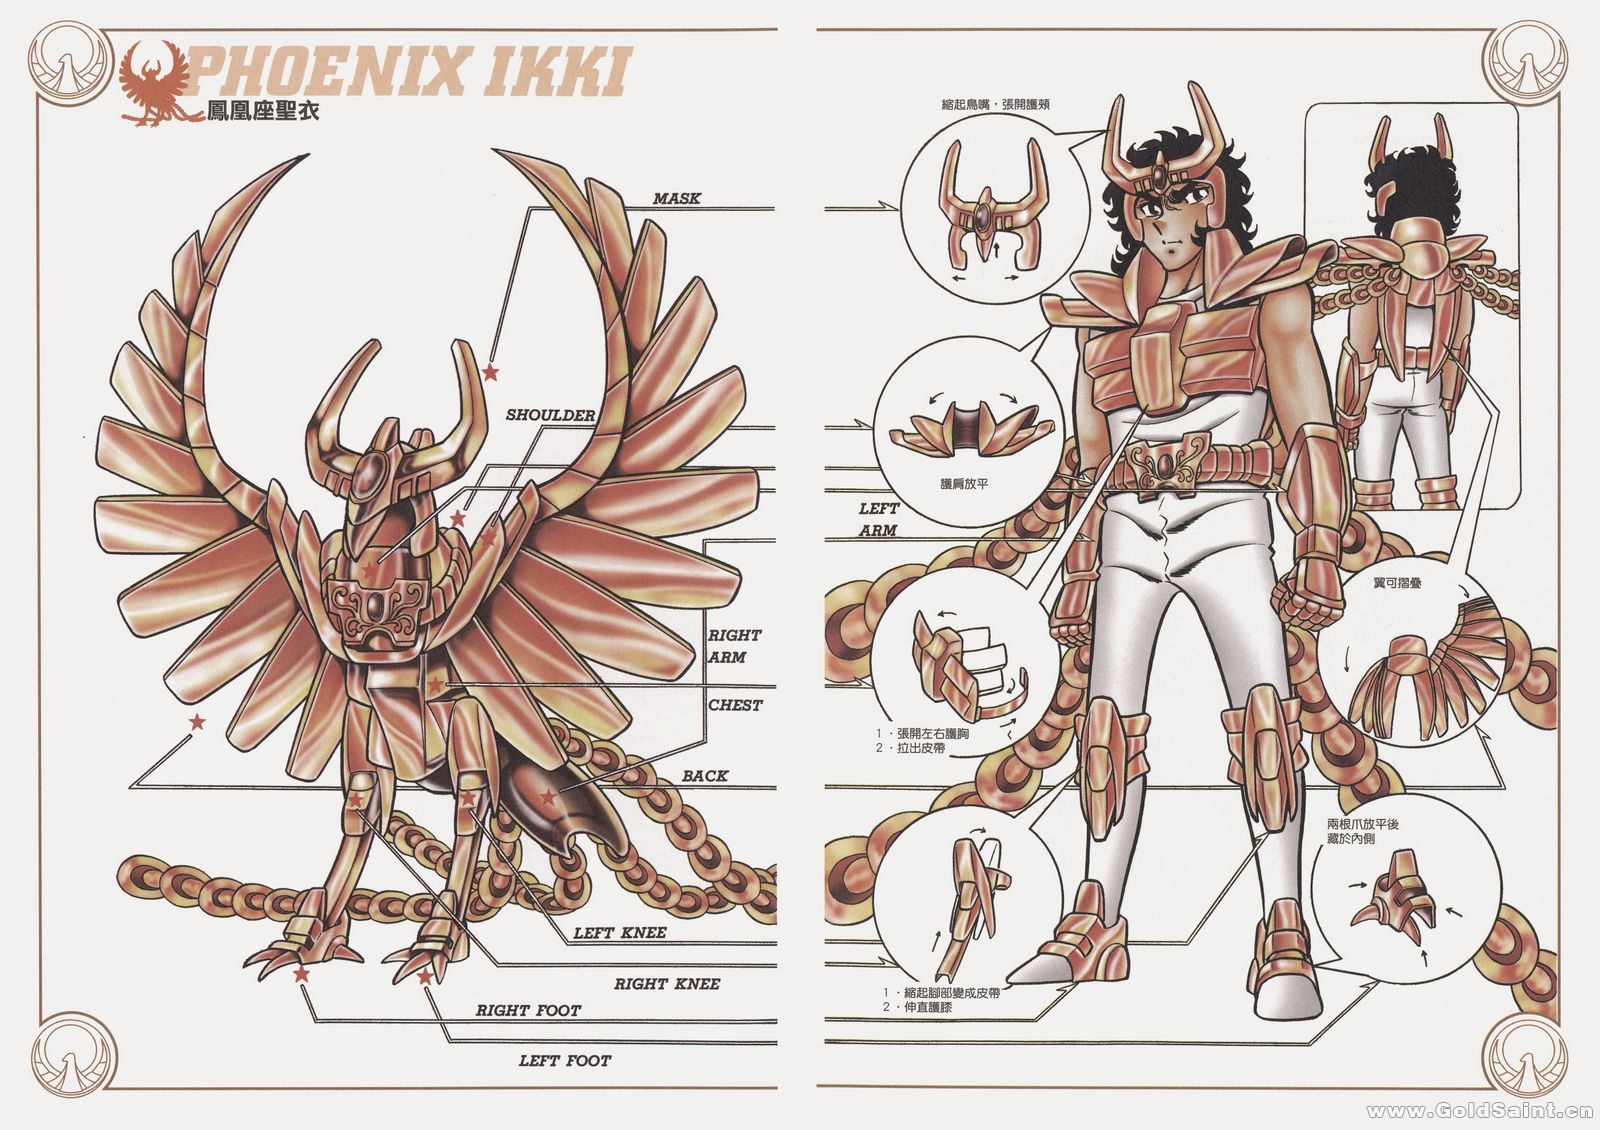 PHOENIX IKKI
鳳凰座聖衣
MASK
SHOULDER
RIGHT
ARM
CHEST
BACK
LEFT KNEE
RIGHT KNEE
RIGHT FOOT
LEFT FOOT
縮起鳥嘴，張開護頰
護肩放平
LEFT
ARM
1．張開左右護胸
2．拉出皮帶
1．縮起腳部變成皮帶
2．伸直護膝
翼可摺疊
兩根爪放平後
藏於內側
www.GoldSaint.cn